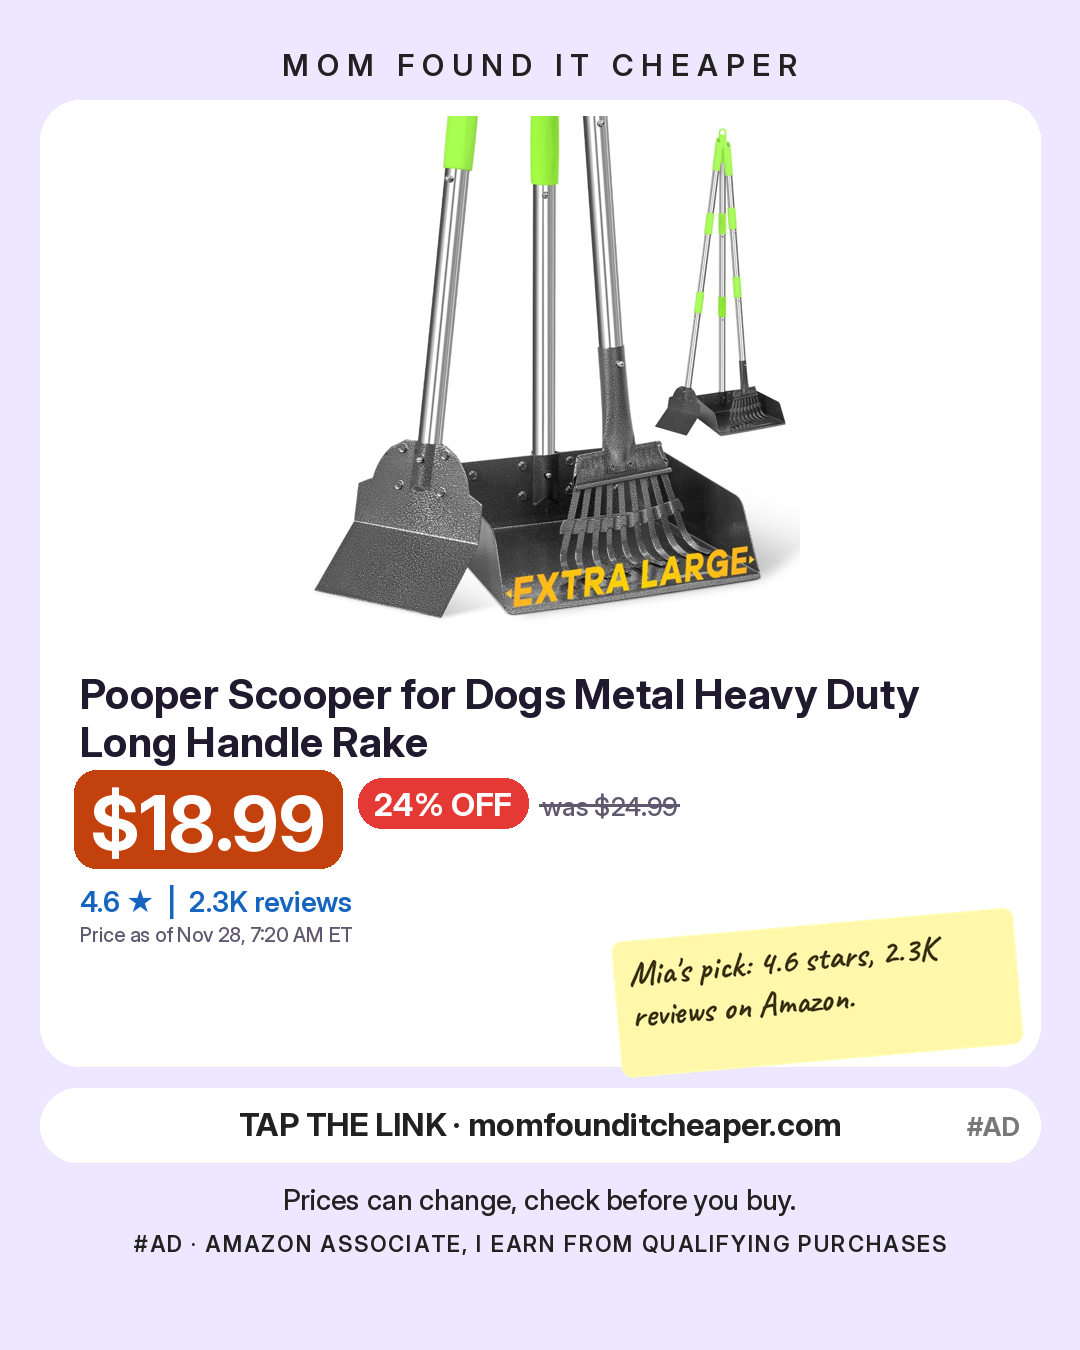 MOM FOUND IT CHEAPER
EXTRA LARGE
Pooper Scooper for Dogs Metal Heavy Duty
Long Handle Rake
$18.99
24% OFF
was $24.99
4.6 ★ | 2.3K reviews
Price as of Nov 28, 7:20 AM ET
Mia's pick: 4.6 stars, 2.3K
reviews on Amazon.
TAP THE LINK · momfounditcheaper.com
#AD
Prices can change, check before you buy.
#AD · AMAZON ASSOCIATE, I EARN FROM QUALIFYING PURCHASES